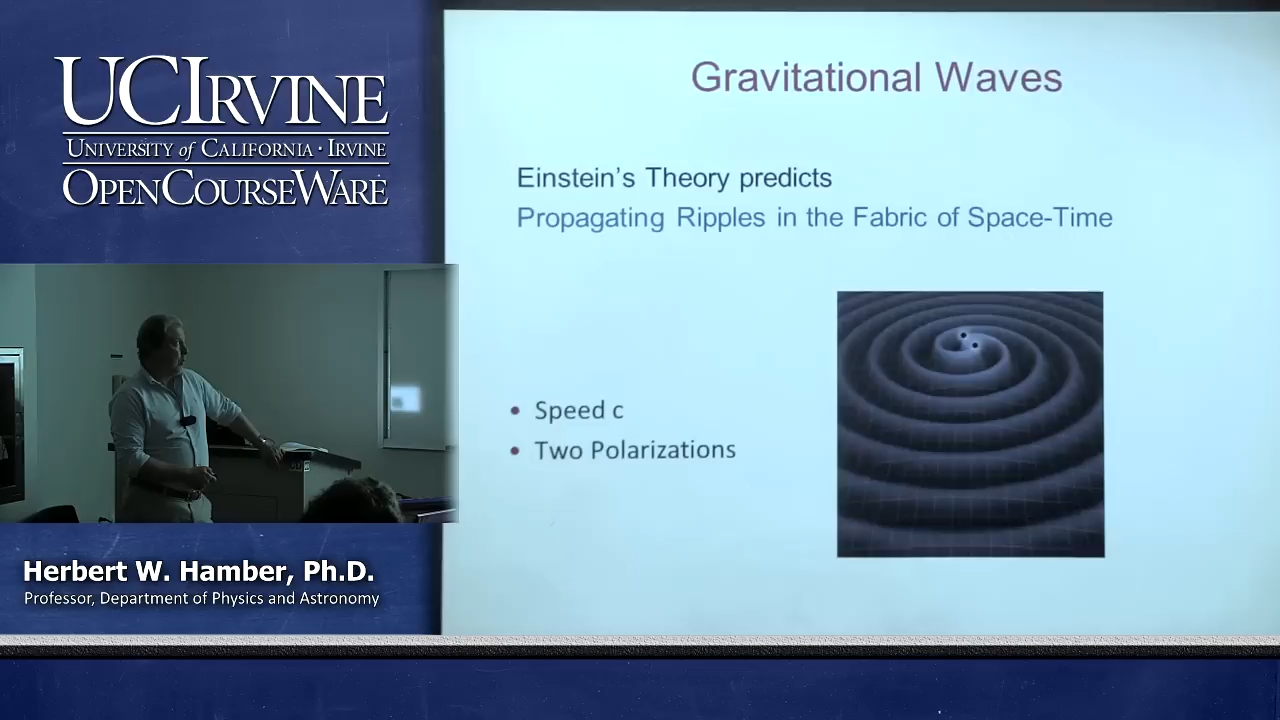 UCIRVINE
UNIVERSITY of CALIFORNIA · IRVINE
OPENCOURSEWARE
Herbert W. Hamber, Ph.D.
Professor, Department of Physics and Astronomy
Gravitational Waves
Einstein’s Theory predicts
Propagating Ripples in the Fabric of Space-Time
• Speed c
• Two Polarizations